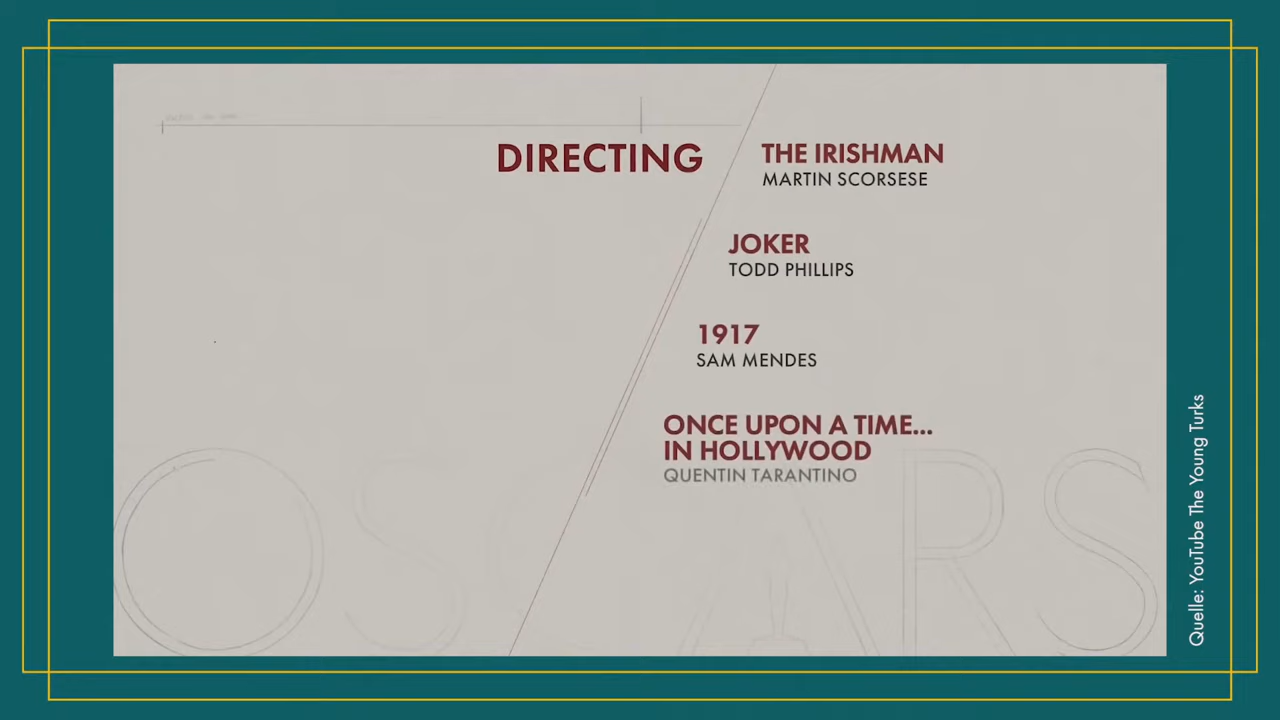 DIRECTING
THE IRISHMAN
MARTIN SCORSESE
JOKER
TODD PHILLIPS
1917
SAM MENDES
ONCE UPON A TIME...
IN HOLLYWOOD
QUENTIN TARANTINO
OSCARS
Quelle: YouTube The Young Turks